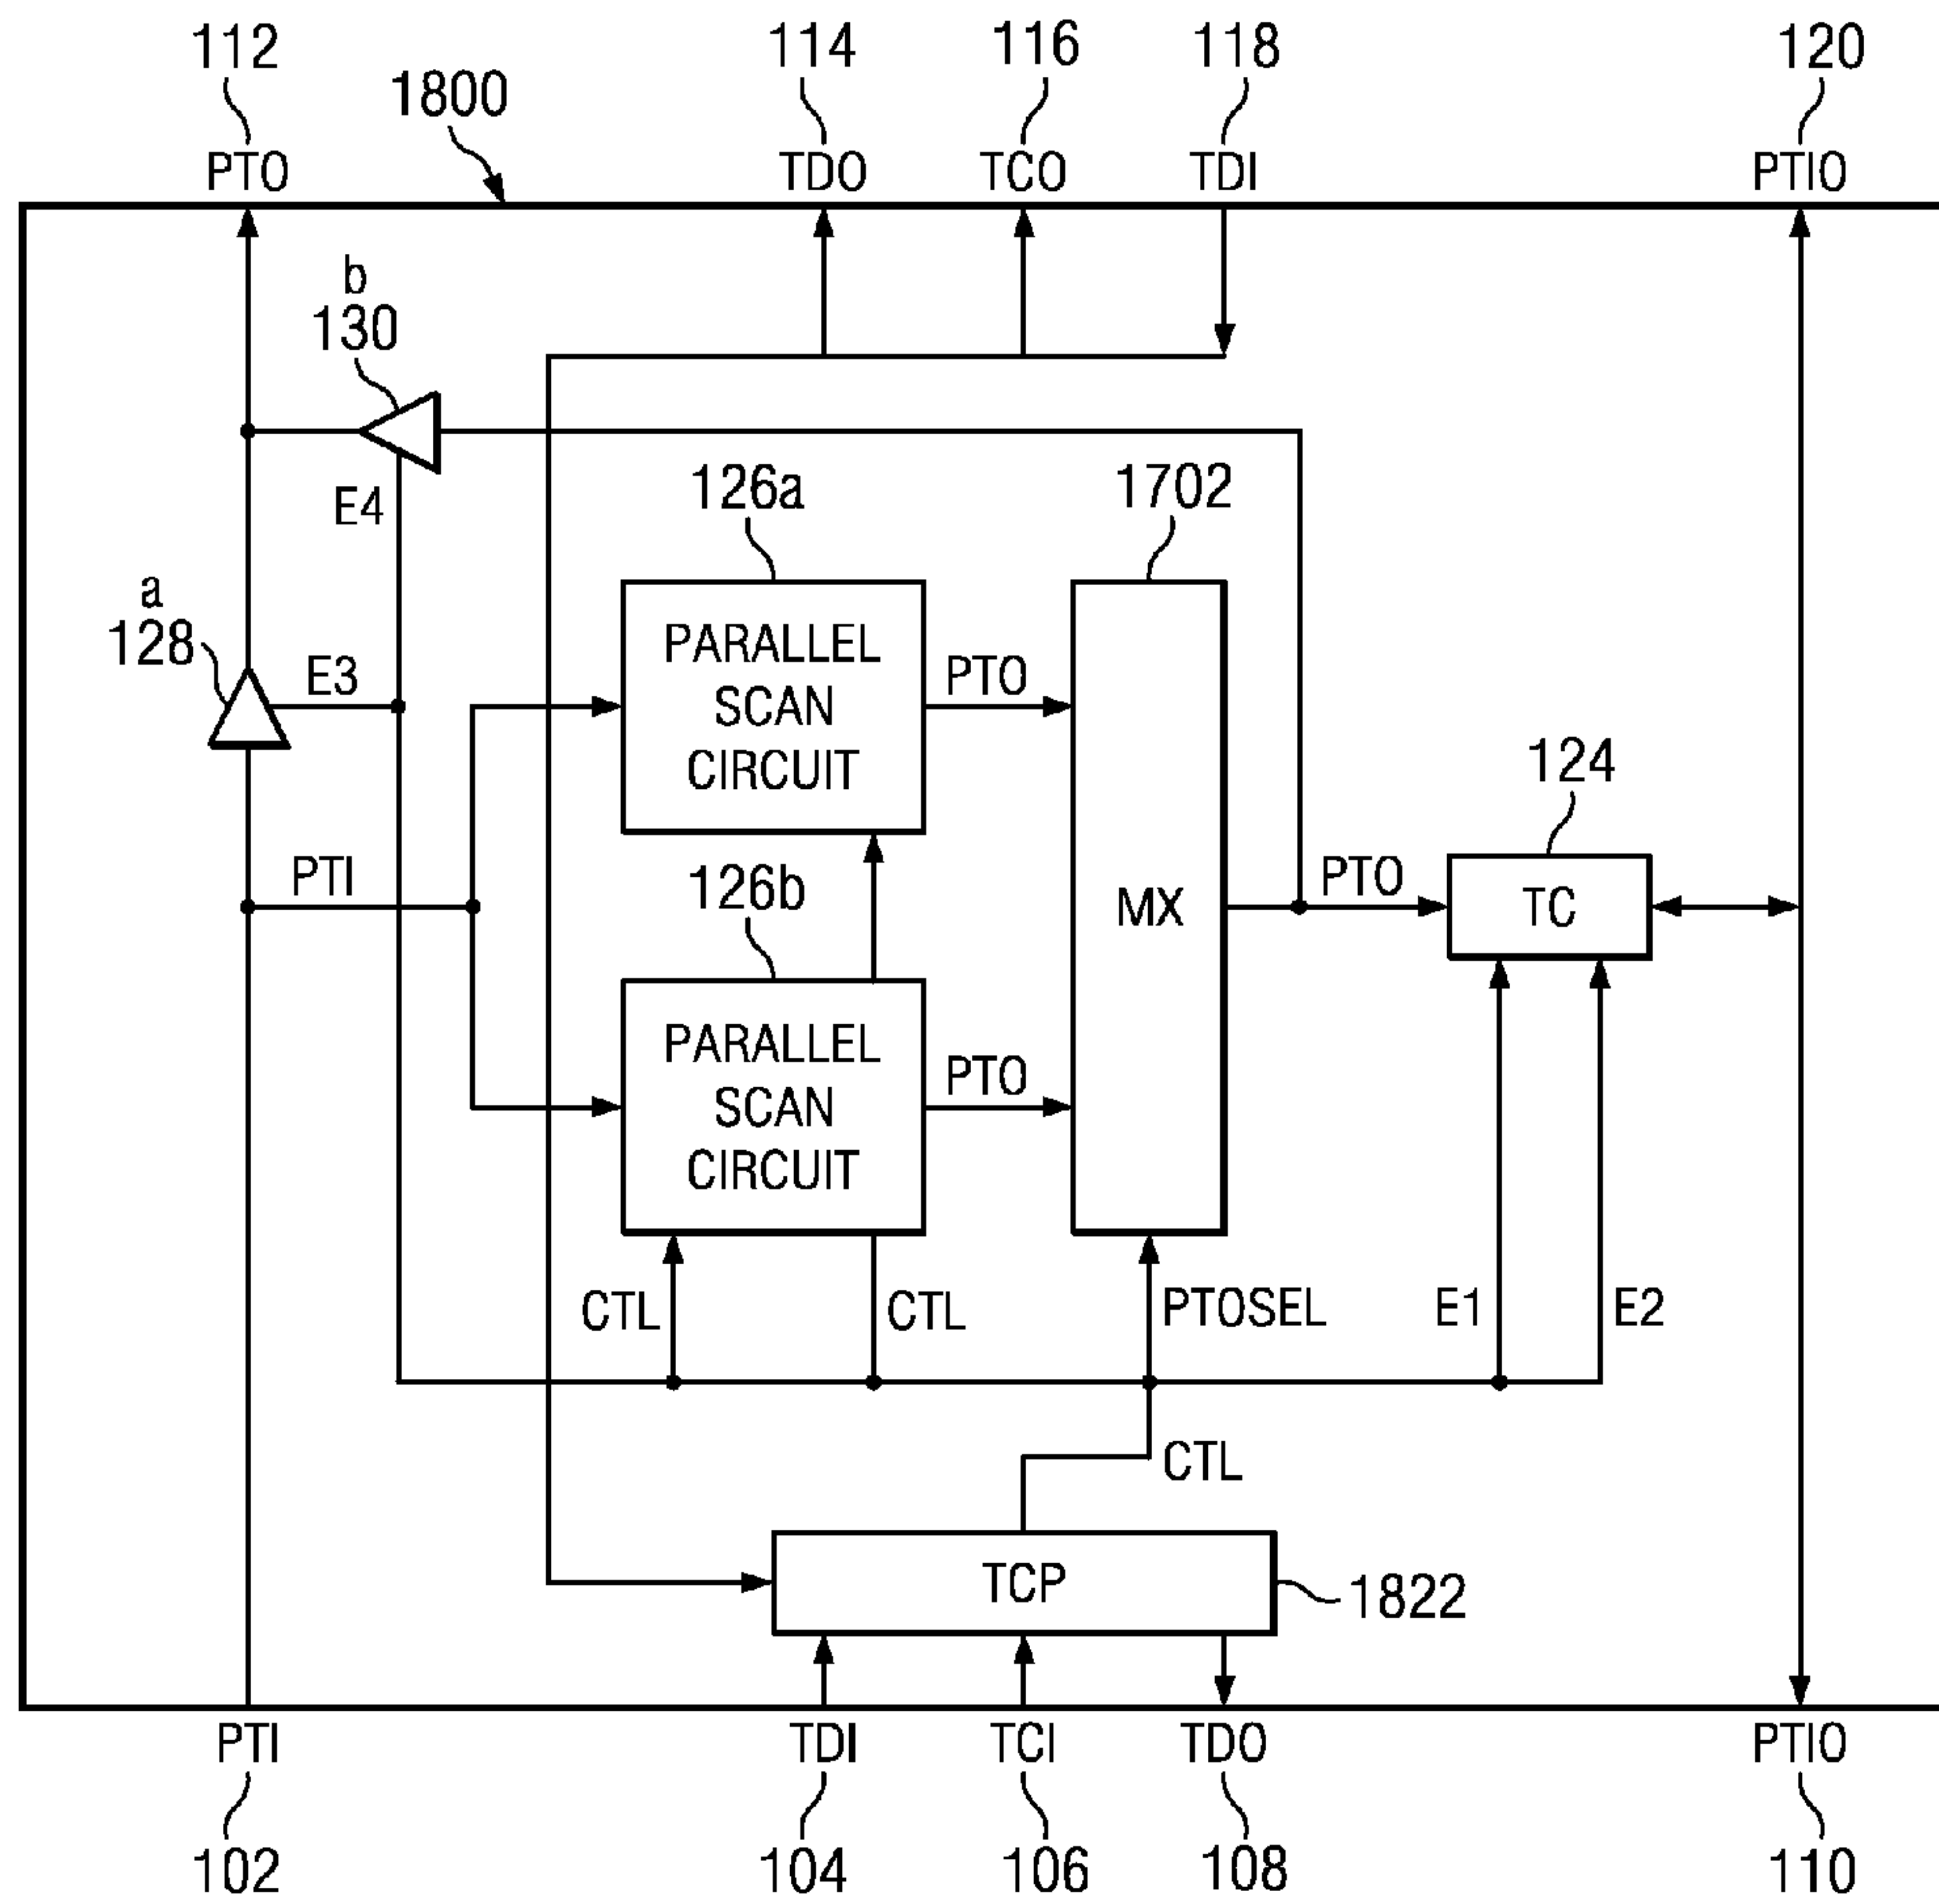 112
114
116
118
120
1800
PTO
TDO
TCO
TDI
PTIO
b
130
E4
126a
1702
a
128
E3
PARALLEL
SCAN
CIRCUIT
PTO
124
PTI
126b
MX
PTO
TC
PARALLEL
SCAN
CIRCUIT
PTO
CTL
CTL
PTOSEL
E1
E2
CTL
TCP
1822
PTI
TDI
TCI
TDO
PTIO
102
104
106
108
110